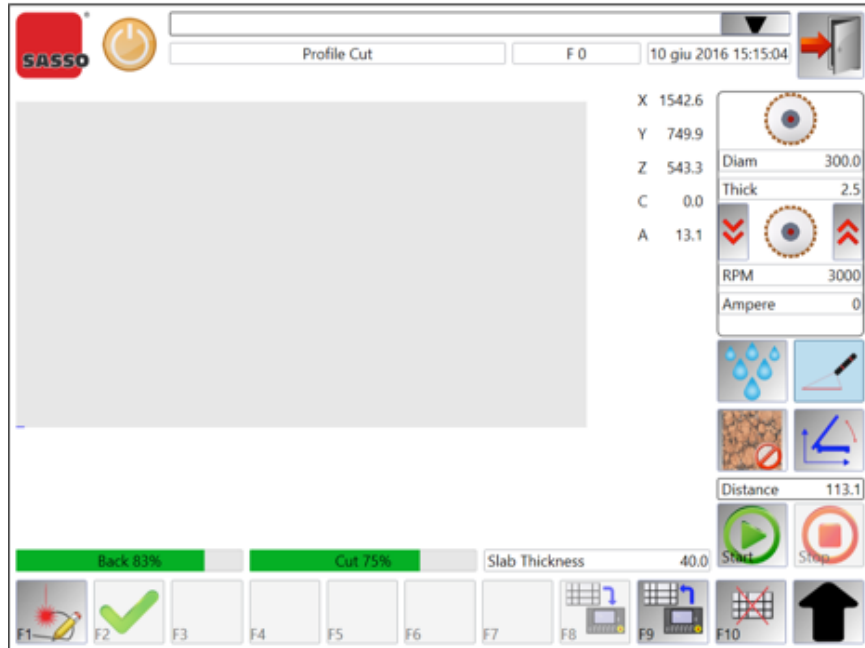 SASSO
Profile Cut F 0 10 giu 2016 15:15:04
X 1542.6
Y 749.9
Z 543.3
C 0.0
A 13.1
Diam 300.0
Thick 2.5
RPM 3000
Ampere 0
Distance 113.1
Start Stop
Back 83% Cut 75% Slab Thickness 40.0
F1 F2 F3 F4 F5 F6 F7 F8 F9 F10